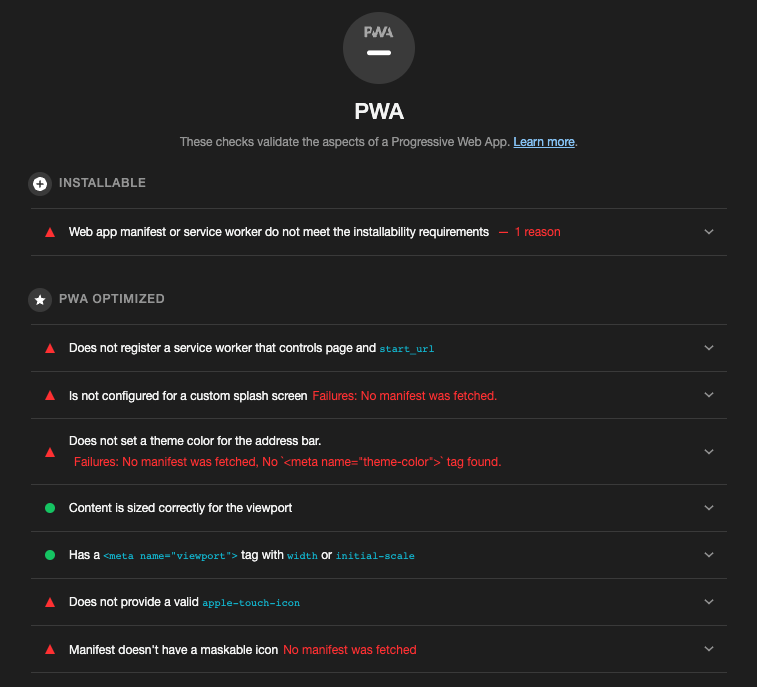 PWA
PWA
These checks validate the aspects of a Progressive Web App. Learn more.
INSTALLABLE
Web app manifest or service worker do not meet the installability requirements — 1 reason
PWA OPTIMIZED
Does not register a service worker that controls page and start_url
Is not configured for a custom splash screen Failures: No manifest was fetched.
Does not set a theme color for the address bar.
Failures: No manifest was fetched, No `<meta name="theme-color">` tag found.
Content is sized correctly for the viewport
Has a <meta name="viewport"> tag with width or initial-scale
Does not provide a valid apple-touch-icon
Manifest doesn't have a maskable icon No manifest was fetched